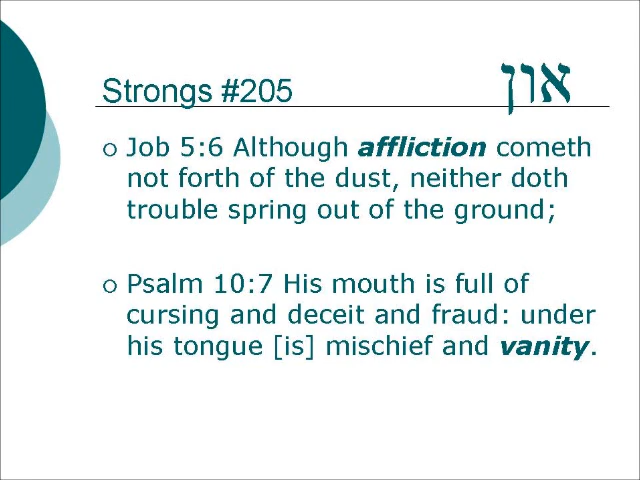 Strongs #205 און
Job 5:6 Although affliction cometh
not forth of the dust, neither doth
trouble spring out of the ground;
Psalm 10:7 His mouth is full of
cursing and deceit and fraud: under
his tongue [is] mischief and vanity.